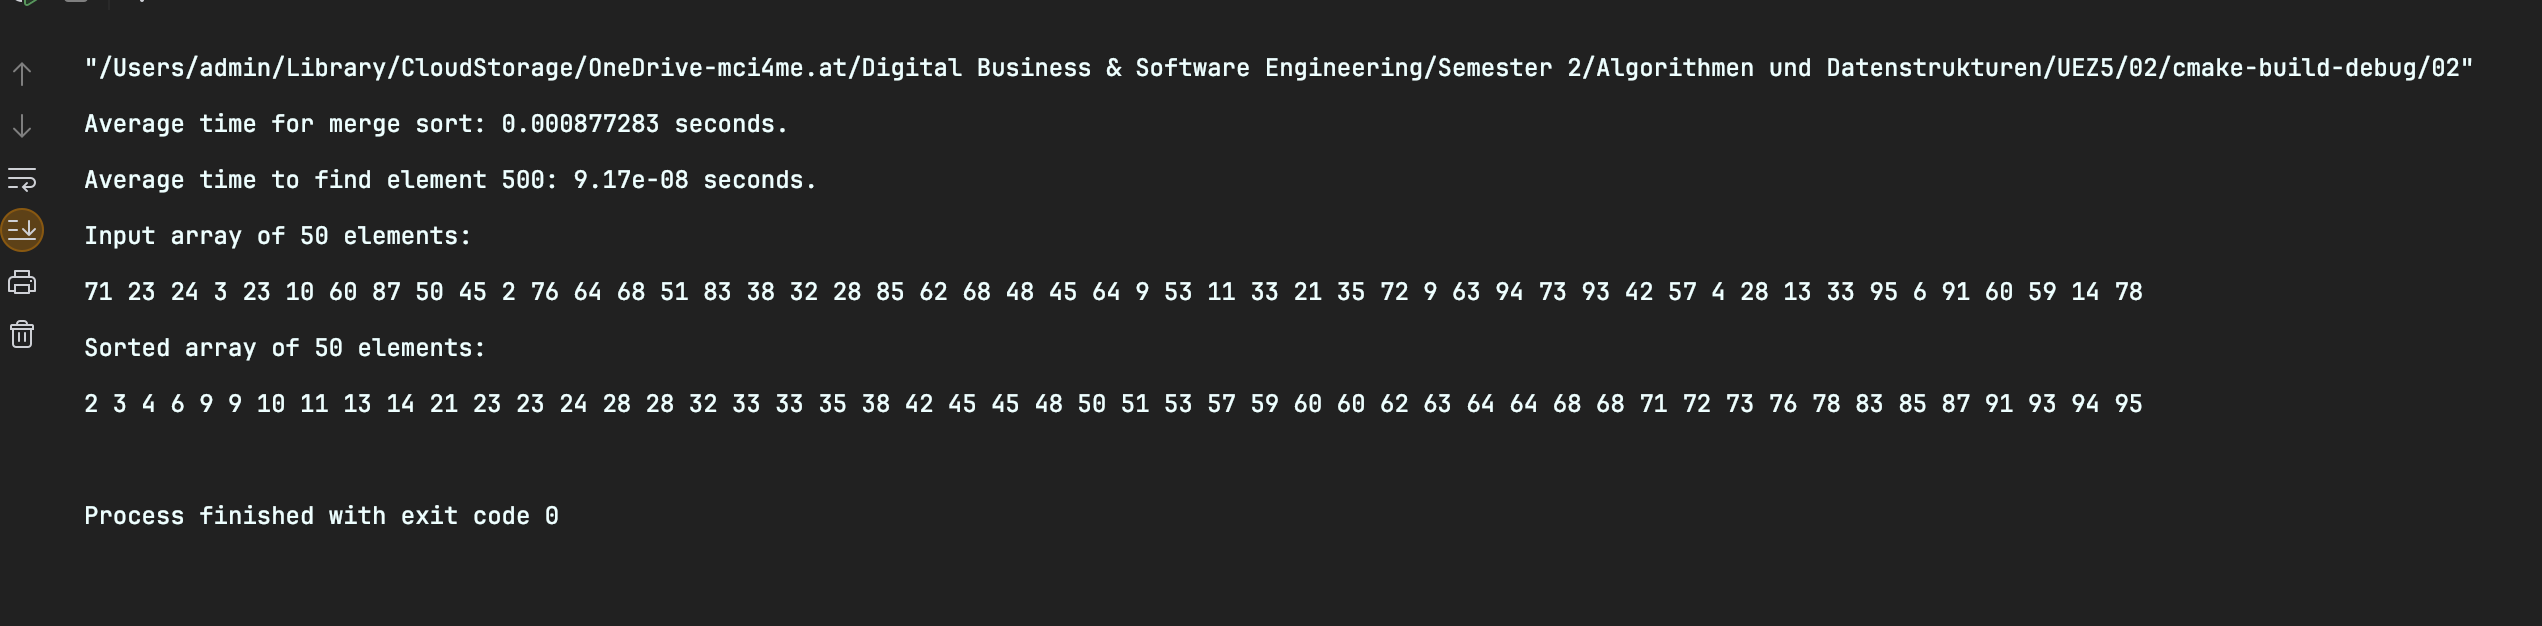 "/Users/admin/Library/CloudStorage/OneDrive-mci4me.at/Digital Business & Software Engineering/Semester 2/Algorithmen und Datenstrukturen/UEZ5/02/cmake-build-debug/02"
Average time for merge sort: 0.000877283 seconds.
Average time to find element 500: 9.17e-08 seconds.
Input array of 50 elements:
71 23 24 3 23 10 60 87 50 45 2 76 64 68 51 83 38 32 28 85 62 68 48 45 64 9 53 11 33 21 35 72 9 63 94 73 93 42 57 4 28 13 33 95 6 91 60 59 14 78
Sorted array of 50 elements:
2 3 4 6 9 9 10 11 13 14 21 23 23 24 28 28 32 33 33 35 38 42 45 45 48 50 51 53 57 59 60 60 62 63 64 64 68 68 71 72 73 76 78 83 85 87 91 93 94 95
Process finished with exit code 0